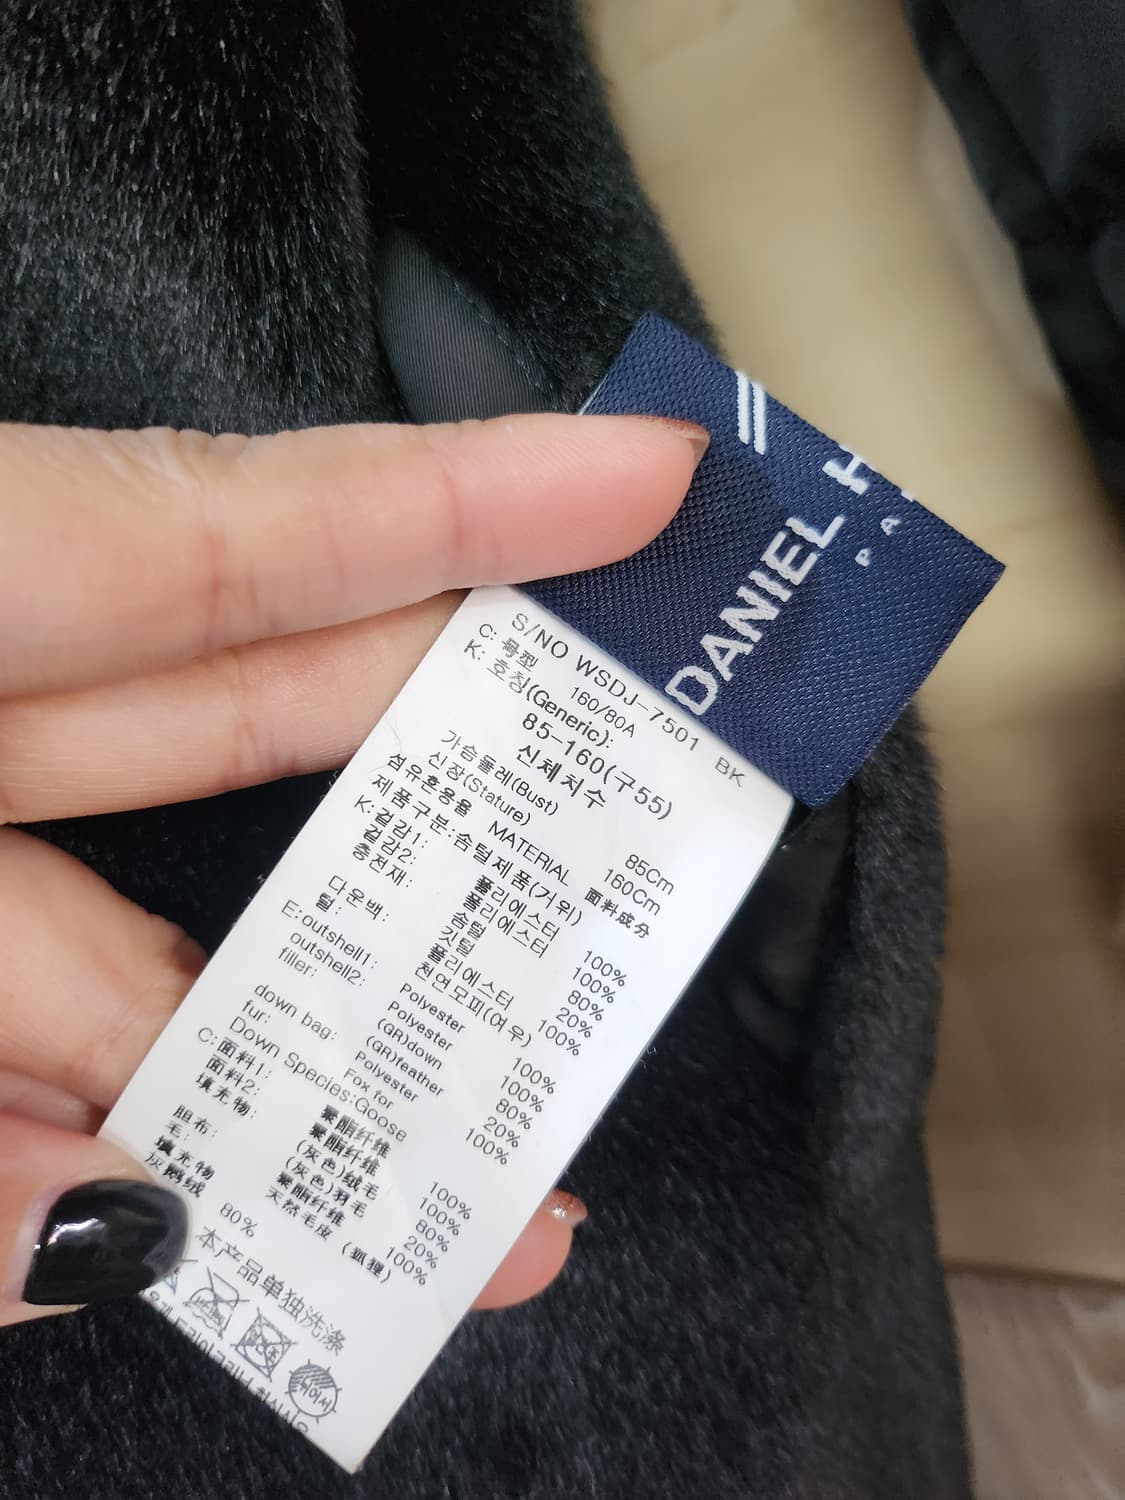 DANIEL H
PA
S/NO WSDJ-7501 BK
C: 号型 160/80A
K: 호칭(Generic):
85-160(구55)
신체치수
가슴둘레(Bust) 85Cm
신장(Stature) 160Cm
섬유혼용율 MATERIAL 面料成分
제품구분:솜털제품(거위)
K:겉감1: 폴리에스터 100%
겉감2: 폴리에스터 100%
충전재: 솜털 80%
깃털 20%
다운백: 폴리에스터 100%
털: 천연모피(여우) 100%
E:outshell1: Polyester 100%
outshell2: Polyester 100%
filler: (GR)down 80%
(GR)feather 20%
down bag: Polyester 100%
fur: Fox for
Down Species:Goose
C:面料1: 聚酯纤维 100%
面料2: 聚酯纤维 100%
填充物: (灰色)绒毛 80%
(灰色)羽毛 20%
胆布: 聚酯纤维 100%
毛: 天然毛皮 (狐狸)
填充物
灰鹅绒 80%
本产品单独洗涤
뉘어서